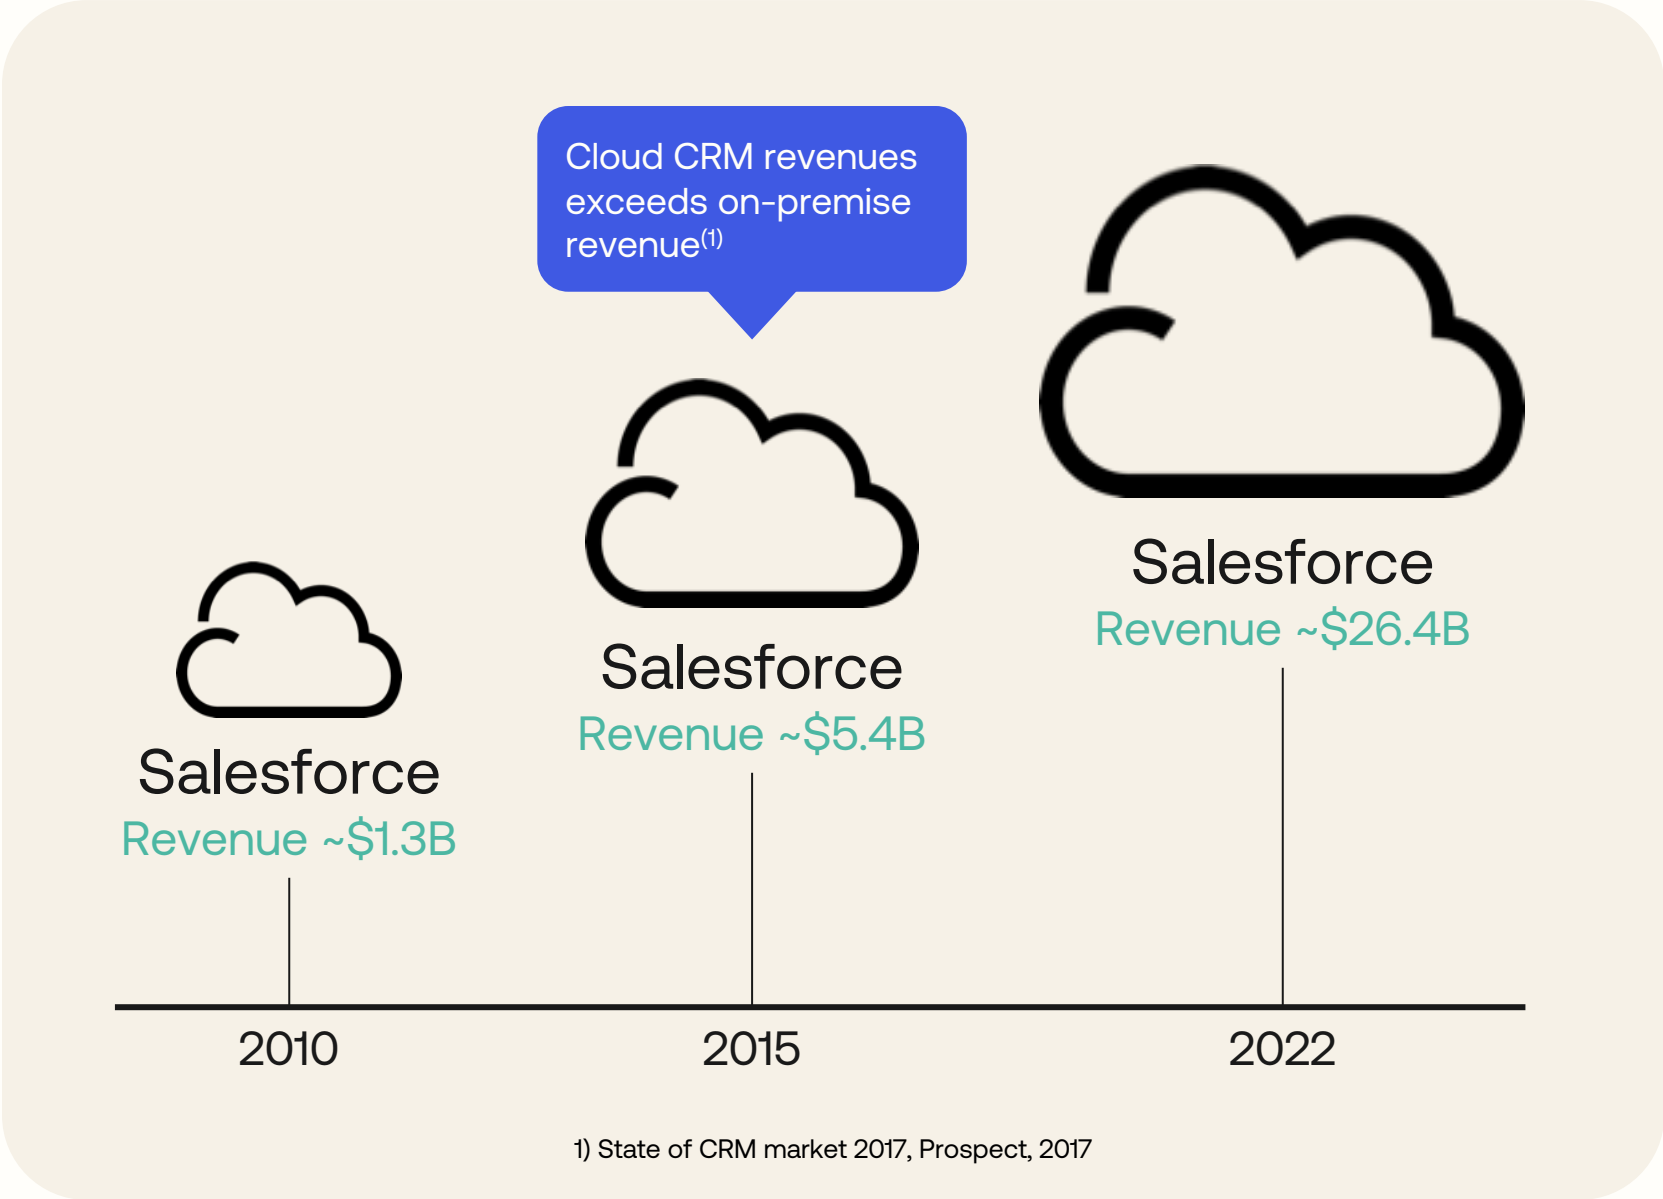 Cloud CRM revenues
exceeds on-premise
revenue(1)
Salesforce
Revenue ~$1.3B
Salesforce
Revenue ~$5.4B
Salesforce
Revenue ~$26.4B
2010
2015
2022
1) State of CRM market 2017, Prospect, 2017